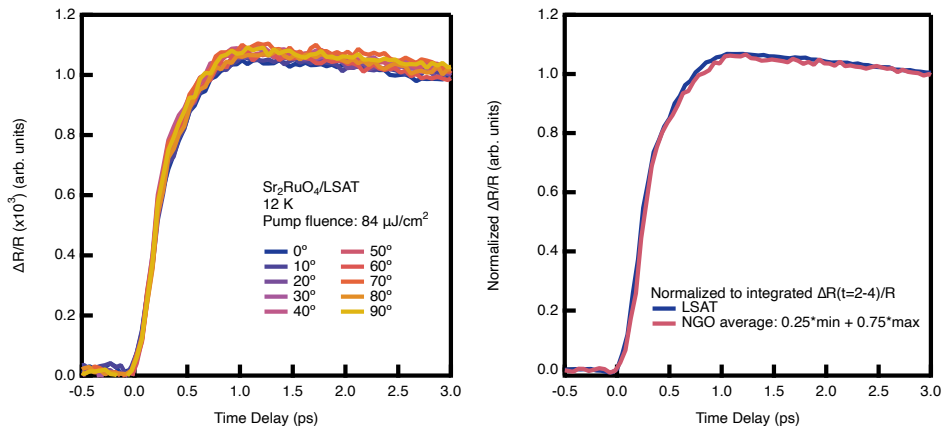 1.2
1.0
0.8
0.6
0.4
0.2
0.0
-0.5
0.0
0.5
1.0
1.5
2.0
2.5
3.0
ΔR/R (x10³) (arb. units)
Time Delay (ps)
Sr₂RuO₄/LSAT
12 K
Pump fluence: 84 µJ/cm²
0º
10º
20º
30º
40º
50º
60º
70º
80º
90º
1.2
1.0
0.8
0.6
0.4
0.2
0.0
-0.5
0.0
0.5
1.0
1.5
2.0
2.5
3.0
Normalized ΔR/R (arb. units)
Time Delay (ps)
Normalized to integrated ΔR(t=2-4)/R
LSAT
NGO average: 0.25*min + 0.75*max